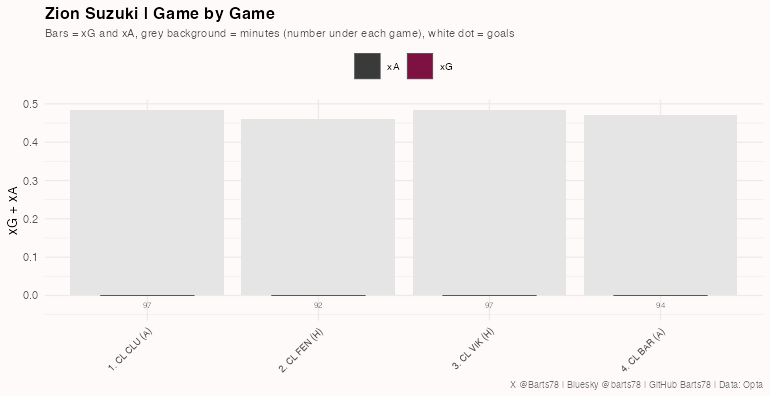 Zion Suzuki | Game by Game
Bars = xG and xA, grey background = minutes (number under each game), white dot = goals
xA xG
xG + xA
0.5
0.4
0.3
0.2
0.1
0.0
97 92 97 94
1. CL CLU (A) 2. CL FEN (H) 3. CL VIK (H) 4. CL BAR (A)
X @Barts78 | Bluesky @barts78 | GitHub Barts78 | Data: Opta